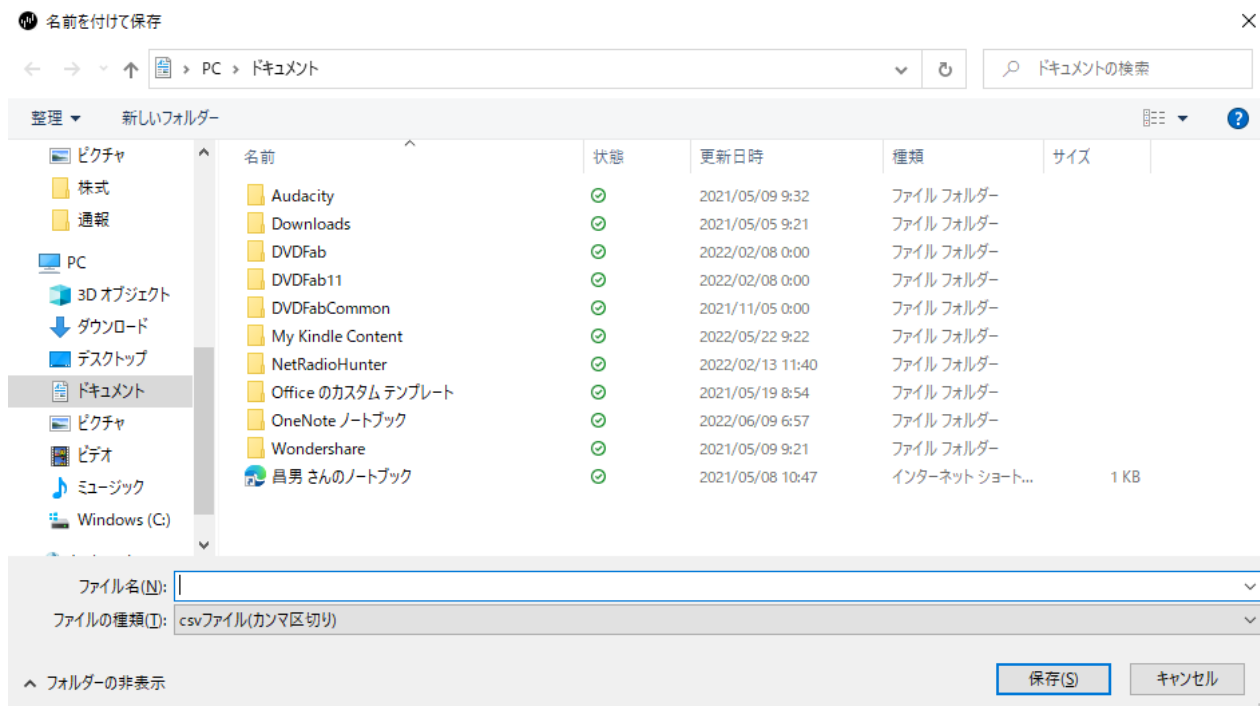 名前を付けて保存
PC › ドキュメント
ドキュメントの検索
整理 新しいフォルダー
ピクチャ
株式
通報
PC
3D オブジェクト
ダウンロード
デスクトップ
ドキュメント
ピクチャ
ビデオ
ミュージック
Windows (C:)
名前 状態 更新日時 種類 サイズ
Audacity 2021/05/09 9:32 ファイル フォルダー
Downloads 2021/05/05 9:21 ファイル フォルダー
DVDFab 2022/02/08 0:00 ファイル フォルダー
DVDFab11 2022/02/08 0:00 ファイル フォルダー
DVDFabCommon 2021/11/05 0:00 ファイル フォルダー
My Kindle Content 2022/05/22 9:22 ファイル フォルダー
NetRadioHunter 2022/02/13 11:40 ファイル フォルダー
Office のカスタム テンプレート 2021/05/19 8:54 ファイル フォルダー
OneNote ノートブック 2022/06/09 6:57 ファイル フォルダー
Wondershare 2021/05/09 9:21 ファイル フォルダー
昌男 さんのノートブック 2021/05/08 10:47 インターネット ショート... 1 KB
ファイル名(N):
ファイルの種類(T): csvファイル(カンマ区切り)
フォルダーの非表示
保存(S) キャンセル